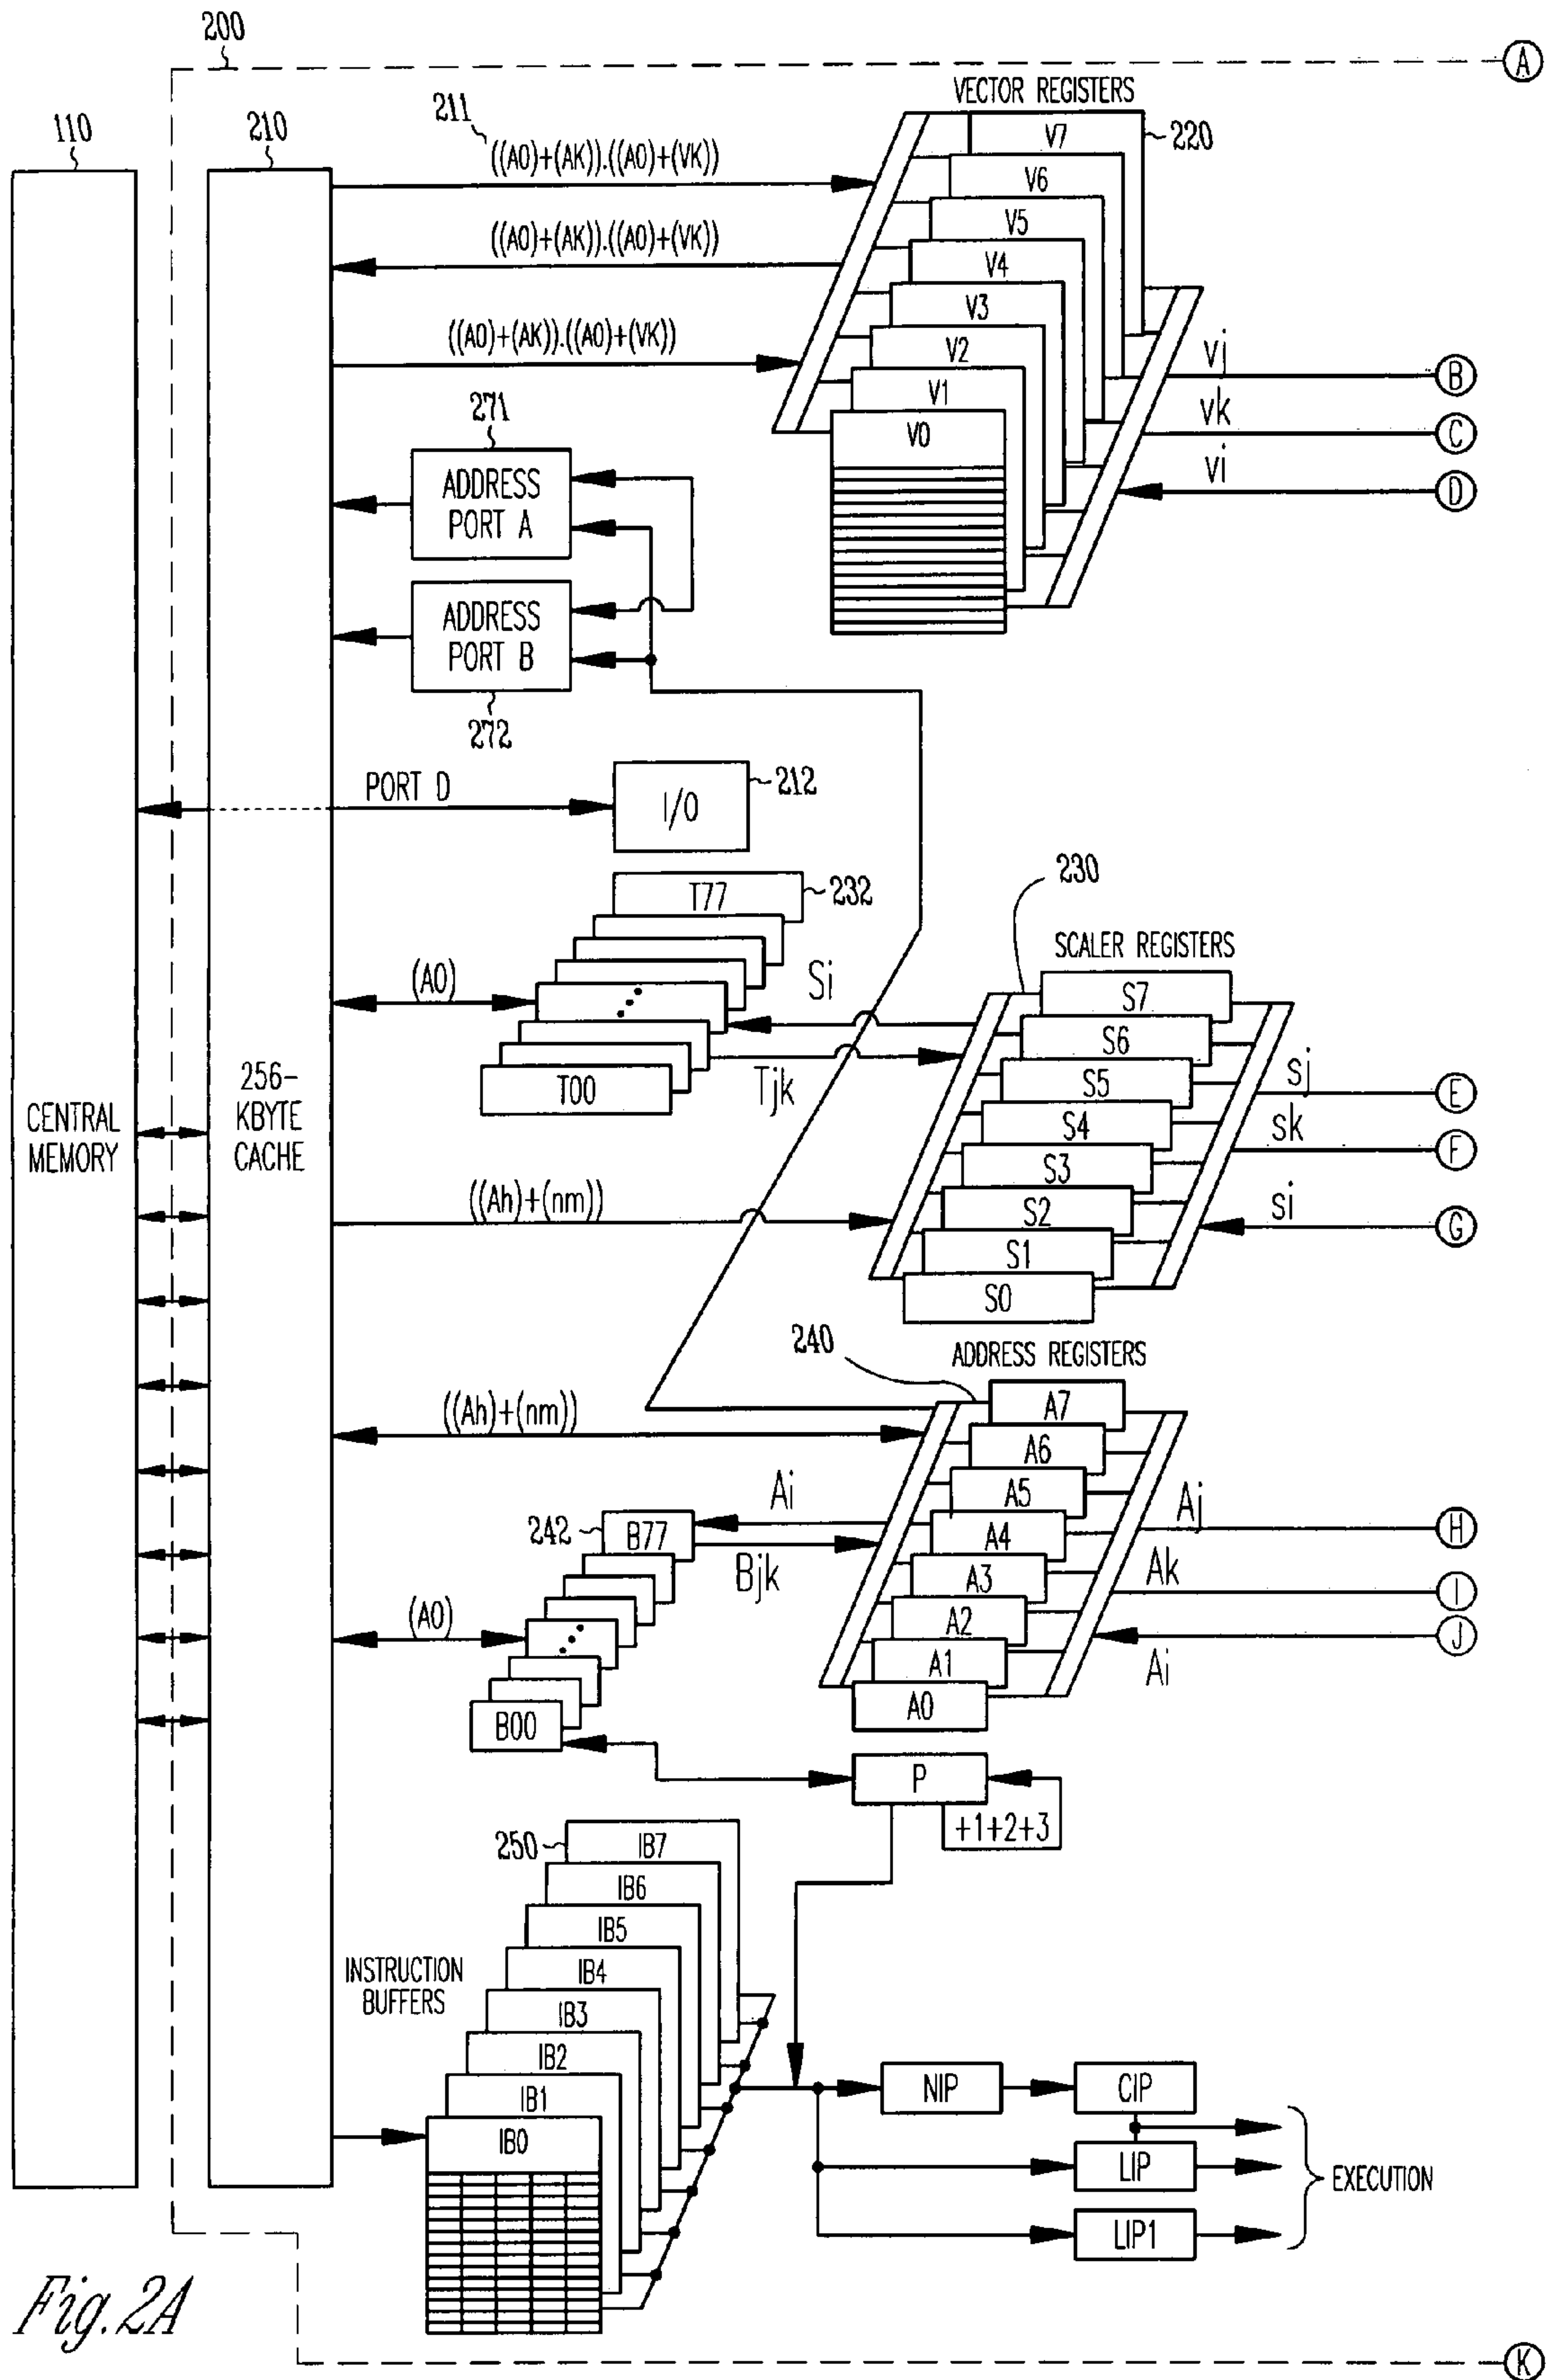 200
A
VECTOR REGISTERS
110
210
211
((A0)+(AK)).((A0)+(VK))
V7
220
V6
((A0)+(AK)).((A0)+(VK))
V5
V4
V3
((A0)+(AK)).((A0)+(VK))
V2
vj
B
V1
271
vk
C
V0
vi
D
ADDRESS
PORT A
ADDRESS
PORT B
272
PORT D
212
I/O
T77
232
230
SCALER REGISTERS
(A0)
Si
S7
S6
Tjk
T00
S5
sj
E
256-
KBYTE
CACHE
CENTRAL
MEMORY
S4
sk
F
S3
((Ah)+(nm))
S2
si
G
S1
S0
240
ADDRESS REGISTERS
((Ah)+(nm))
A7
A6
Ai
A5
Aj
242
B77
A4
H
Bjk
A3
Ak
I
(A0)
A2
J
A1
Ai
A0
B00
P
+1+2+3
250
IB7
IB6
IB5
INSTRUCTION
BUFFERS
IB4
IB3
IB2
IB1
NIP
CIP
IB0
LIP
EXECUTION
LIP1
Fig. 2A
K